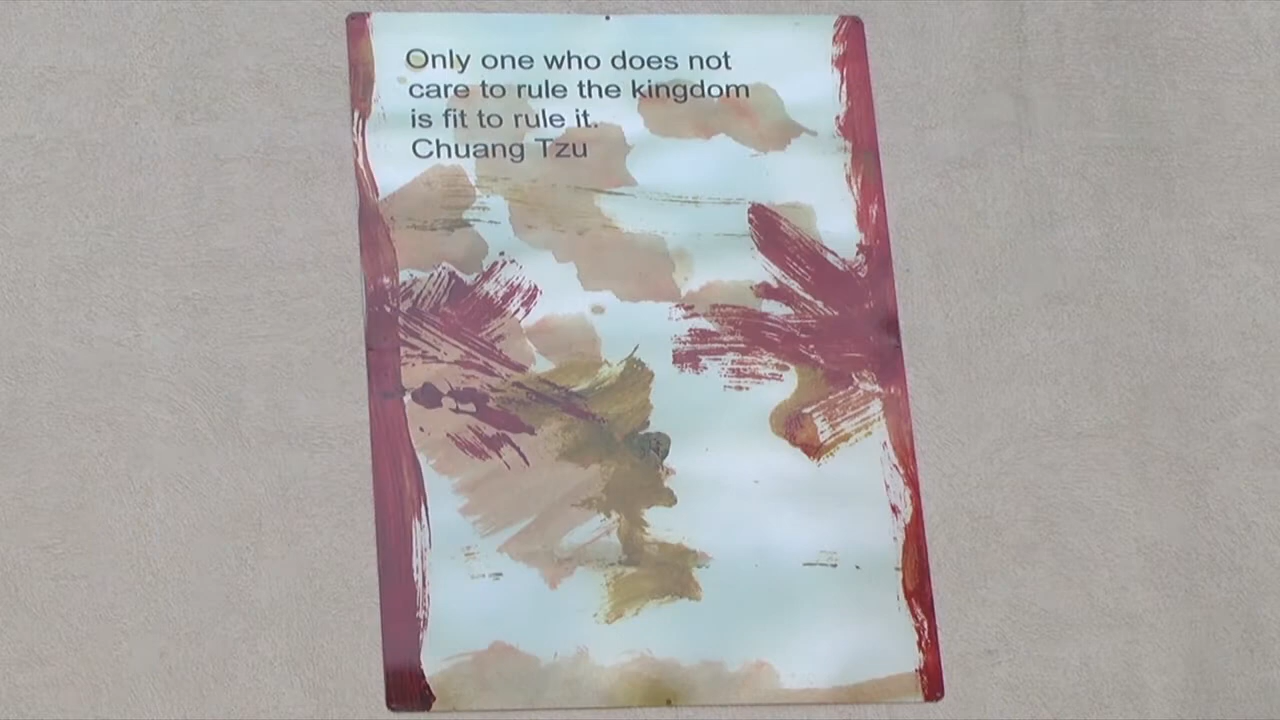 Only one who does not
care to rule the kingdom
is fit to rule it.
Chuang Tzu